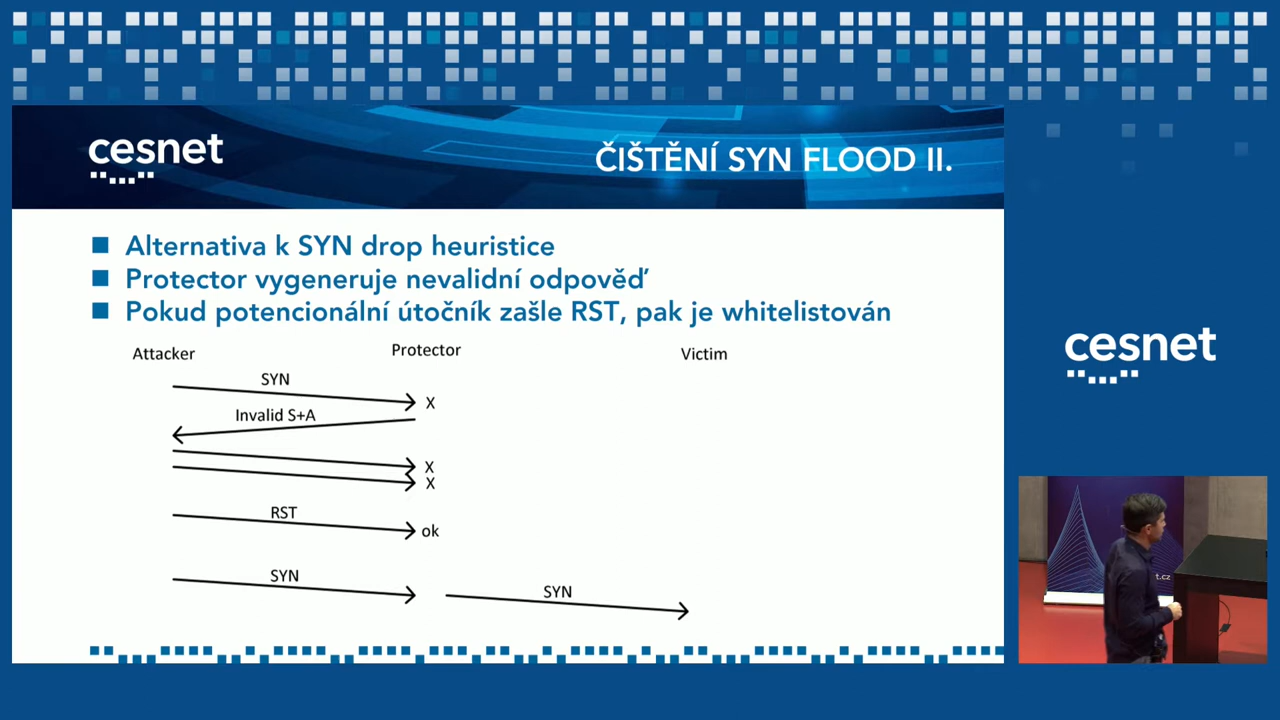 cesnet
ČIŠTĚNÍ SYN FLOOD II.
Alternativa k SYN drop heuristice
Protector vygeneruje nevalidní odpověď
Pokud potencionální útočník zašle RST, pak je whitelistován
Attacker
Protector
Victim
SYN
X
Invalid S+A
X
X
RST
ok
SYN
SYN
cesnet
t.cz